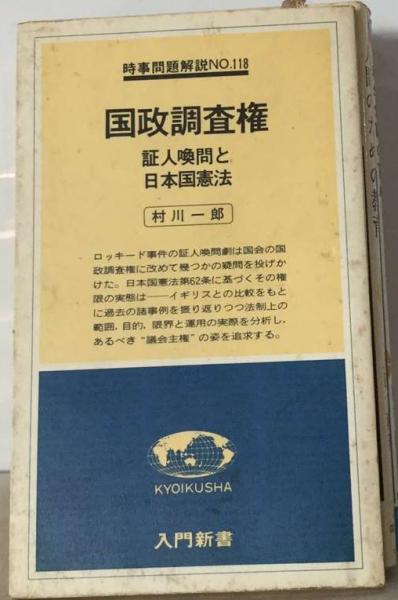 時事問題解説NO.118
国政調査権
証人喚問と
日本国憲法
村川一郎
ロッキード事件の証人喚問劇は国会の国
政調査権に改めて幾つかの疑問を投げか
けた。日本国憲法第62条に基づくその権
限の実態は——イギリスとの比較をもと
に過去の諸事例を振り返りつつ法制上の
範囲、目的、限界と運用の実際を分析し、
あるべき“議会主権”の姿を追求する。
KYOIKUSHA
入門新書